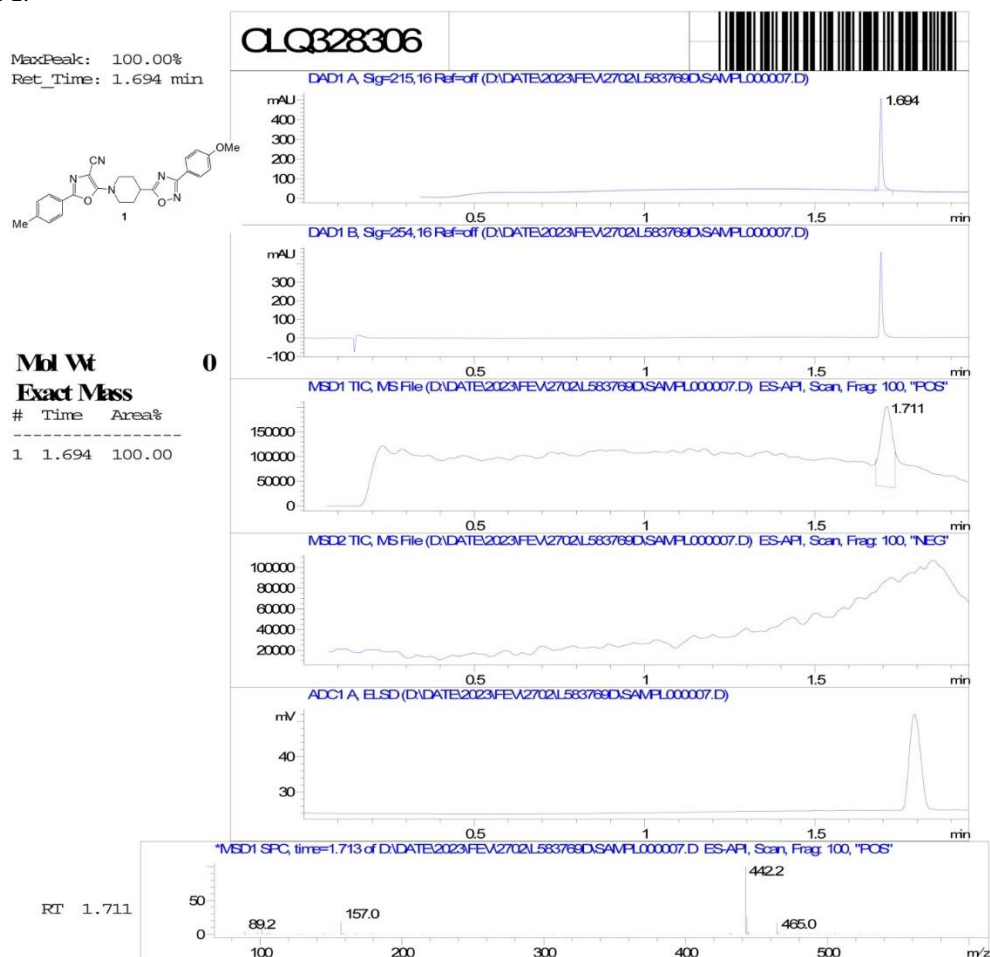 CLQ328306
MaxPeak: 100.00%
Ret_Time: 1.694 min
DAD1 A, Sig=215,16 Ref=off (D:\DATE\2023\FEV\2702\L583769D\SAMPL000007.D)
mAU
400
300
200
100
0
1.694
0.5 1 1.5 min
CN
N
O
N
N
O
N
OMe
Me
1
DAD1 B, Sig=254,16 Ref=off (D:\DATE\2023\FEV\2702\L583769D\SAMPL000007.D)
mAU
300
200
100
0
-100
0.5 1 1.5 min
Mol Wt 0
Exact Mass
# Time Area%
1 1.694 100.00
MSD1 TIC, MS File (D:\DATE\2023\FEV\2702\L583769D\SAMPL000007.D) ES-API, Scan, Frag: 100, "POS"
150000
100000
50000
0
1.711
0.5 1 1.5 min
MSD2 TIC, MS File (D:\DATE\2023\FEV\2702\L583769D\SAMPL000007.D) ES-API, Scan, Frag: 100, "NEG"
100000
80000
60000
40000
20000
0.5 1 1.5 min
ADC1 A, ELSD (D:\DATE\2023\FEV\2702\L583769D\SAMPL000007.D)
mV
40
30
0.5 1 1.5 min
*MSD1 SPC, time=1.713 of D:\DATE\2023\FEV\2702\L583769D\SAMPL000007.D ES-API, Scan, Frag: 100, "POS"
RT 1.711
50
0
89.2
157.0
442.2
465.0
100 200 300 400 500 m/z